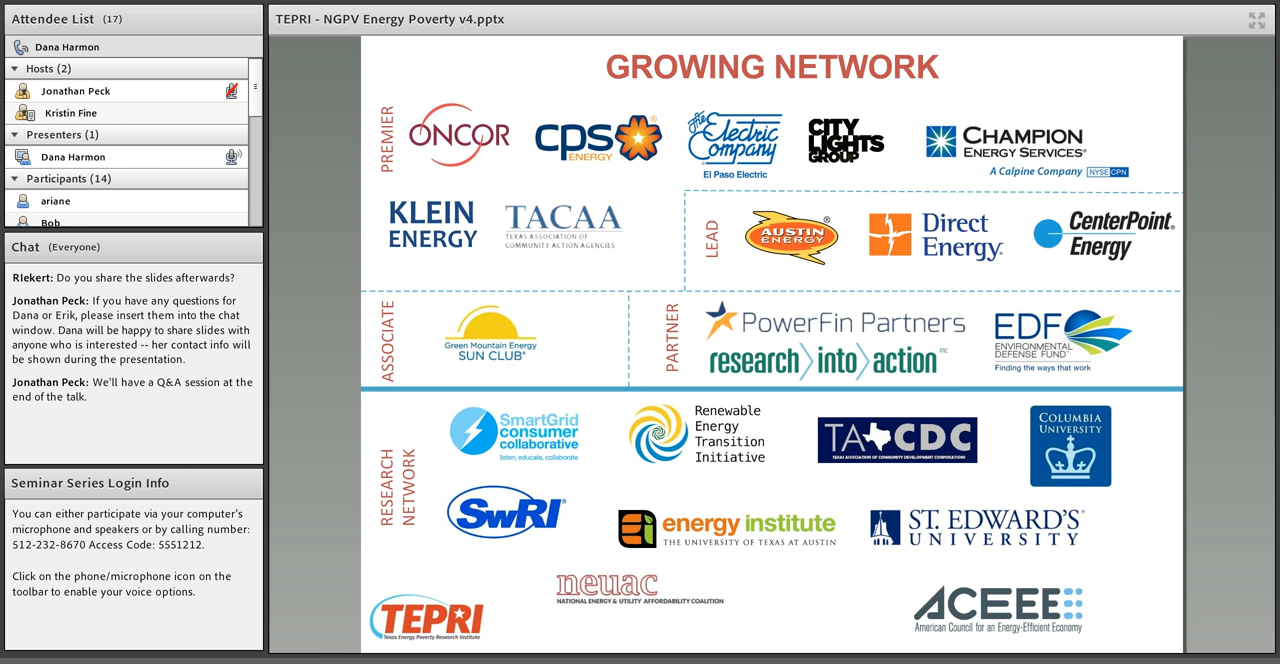 Attendee List (17)
Dana Harmon
Hosts (2)
Jonathan Peck
Kristin Fine
Presenters (1)
Dana Harmon
Participants (14)
ariane
Bob
Chat (Everyone)
RIekert: Do you share the slides afterwards?
Jonathan Peck: If you have any questions for
Dana or Erik, please insert them into the chat
window. Dana will be happy to share slides with
anyone who is interested -- her contact info will
be shown during the presentation.
Jonathan Peck: We'll have a Q&A session at the
end of the talk.
Seminar Series Login Info
You can either participate via your computer's
microphone and speakers or by calling number:
512-232-8670 Access Code: 5551212.
Click on the phone/microphone icon on the
toolbar to enable your voice options.
TEPRI - NGPV Energy Poverty v4.pptx
GROWING NETWORK
PREMIER
ONCOR
cps
ENERGY
®
The
Electric
Company
El Paso Electric
CITY
LIGHTS
GROUP
CHAMPION
ENERGY SERVICES®
A Calpine Company NYSE CPN
KLEIN
ENERGY
TACAA
TEXAS ASSOCIATION OF
COMMUNITY ACTION AGENCIES
LEAD
AUSTIN
ENERGY
®
Direct
Energy®
CenterPoint®
Energy
ASSOCIATE
Green Mountain Energy
SUN CLUB®
PARTNER
PowerFin Partners
research into action inc
EDF
ENVIRONMENTAL
DEFENSE FUND™
Finding the ways that work
RESEARCH
NETWORK
SmartGrid
consumer
collaborative
listen, educate, collaborate
Renewable
Energy
Transition
Initiative
TACDC
TEXAS ASSOCIATION OF COMMUNITY DEVELOPMENT CORPORATIONS
COLUMBIA
UNIVERSITY
SwRI®
Ei energy institute
THE UNIVERSITY OF TEXAS AT AUSTIN
ST. EDWARD'S®
UNIVERSITY
TEPRI
Texas Energy Poverty Research Institute
neuac
NATIONAL ENERGY & UTILITY AFFORDABILITY COALITION
ACEEE
American Council for an Energy-Efficient Economy